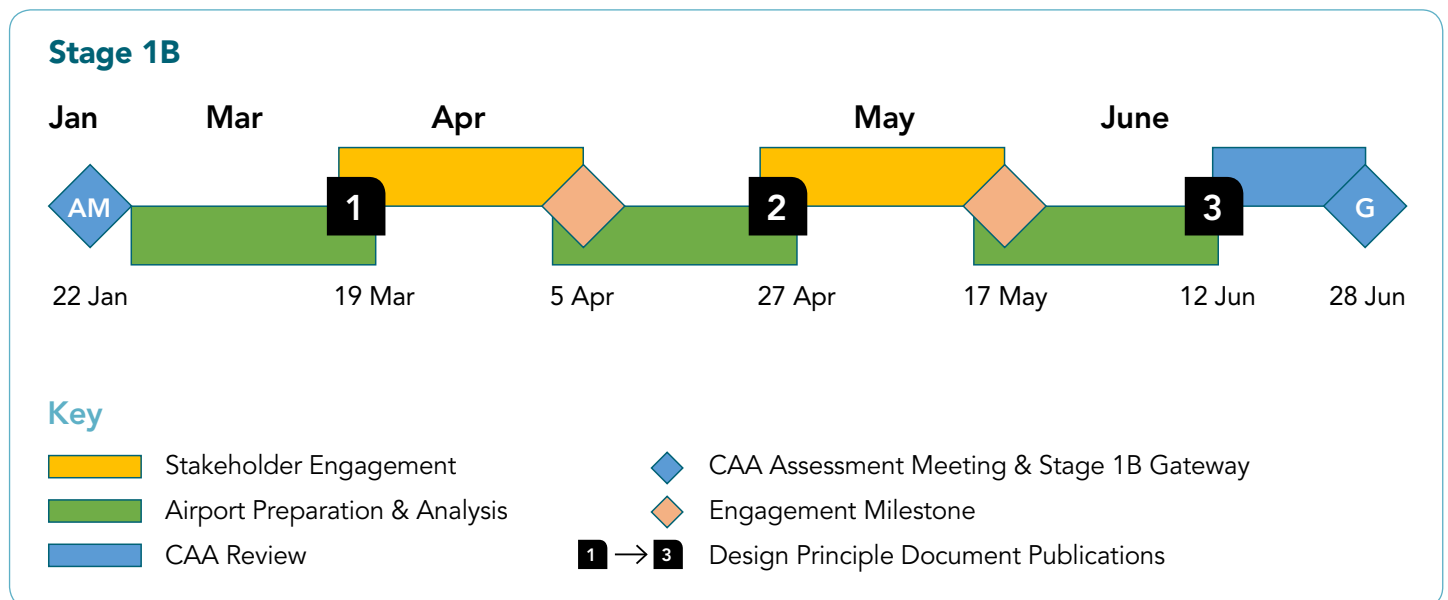 Stage 1B
Jan Mar Apr May June
AM 1 2 3 G
22 Jan 19 Mar 5 Apr 27 Apr 17 May 12 Jun 28 Jun
Key
Stakeholder Engagement
Airport Preparation & Analysis
CAA Review
CAA Assessment Meeting & Stage 1B Gateway
Engagement Milestone
1 → 3 Design Principle Document Publications